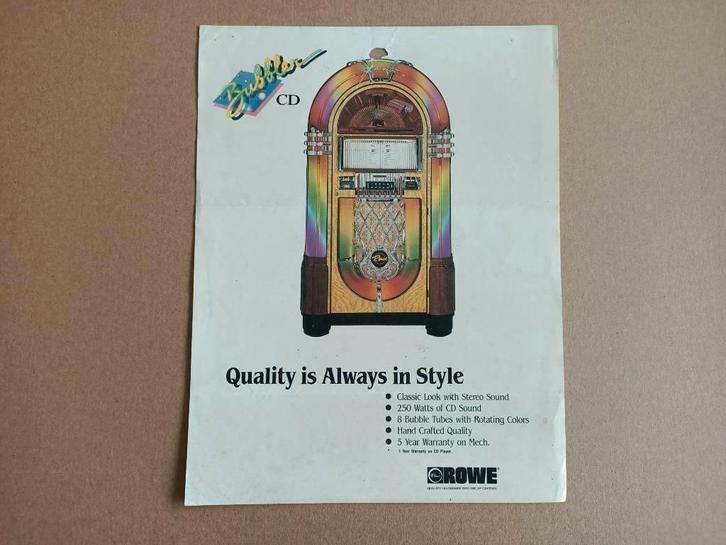 Bubbler
CD
Quality is Always in Style
● Classic Look with Stereo Sound
● 250 Watts of CD Sound
● 8 Bubble Tubes with Rotating Colors
● Hand Crafted Quality
● 5 Year Warranty on Mech.
1 Year Warranty on CD Player.
Rowe
ROWE